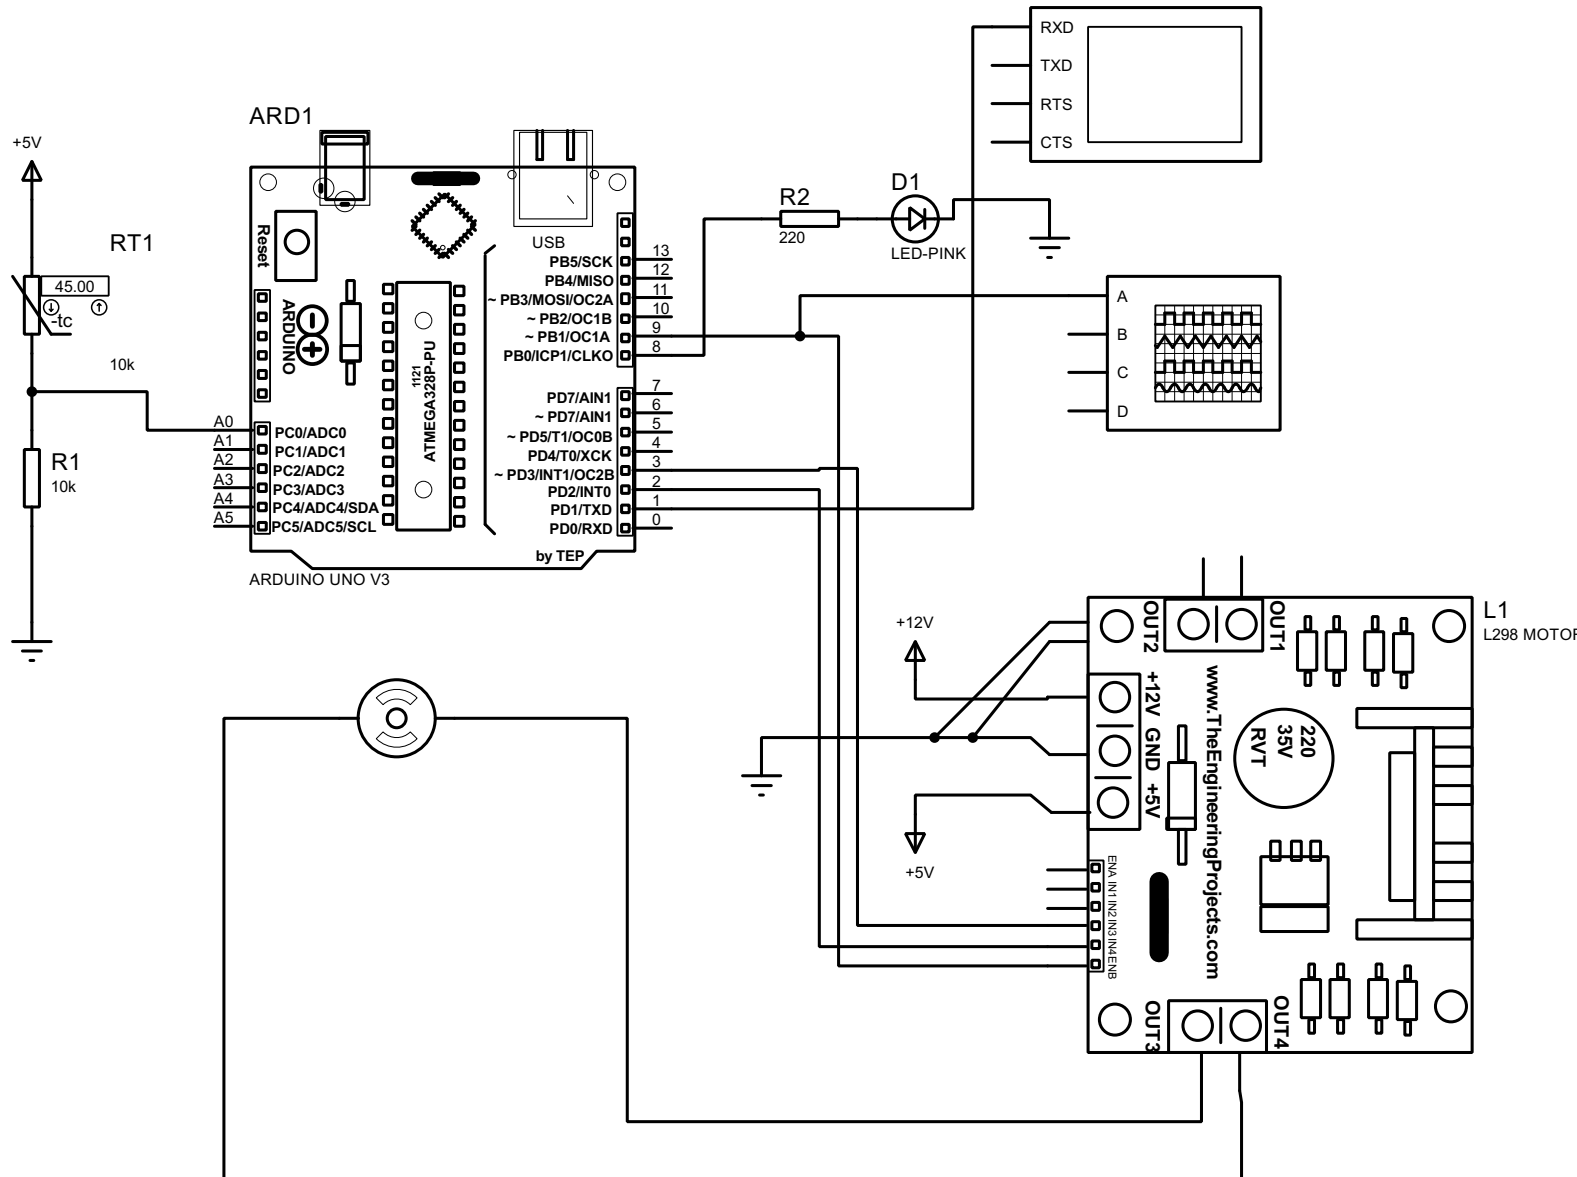 RXD
TXD
RTS
CTS
ARD1
+5V
RT1
45.00
-tc
10k
R1
10k
A0
A1
A2
A3
A4
A5
Reset
ARDUINO
USB
1121
ATMEGA328P-PU
PB5/SCK
PB4/MISO
~ PB3/MOSI/OC2A
~ PB2/OC1B
~ PB1/OC1A
PB0/ICP1/CLKO
13
12
11
10
9
8
PD7/AIN1
~ PD7/AIN1
~ PD5/T1/OC0B
PD4/T0/XCK
~ PD3/INT1/OC2B
PD2/INT0
PD1/TXD
PD0/RXD
7
6
5
4
3
2
1
0
PC0/ADC0
PC1/ADC1
PC2/ADC2
PC3/ADC3
PC4/ADC4/SDA
PC5/ADC5/SCL
by TEP
ARDUINO UNO V3
R2
220
D1
LED-PINK
A
B
C
D
+12V
+5V
OUT2
OUT1
L1
L298 MOTOR
+12V
GND
+5V
www.TheEngineeringProjects.com
220
35V
RVT
ENA
IN1
IN2
IN3
IN4
ENB
OUT3
OUT4